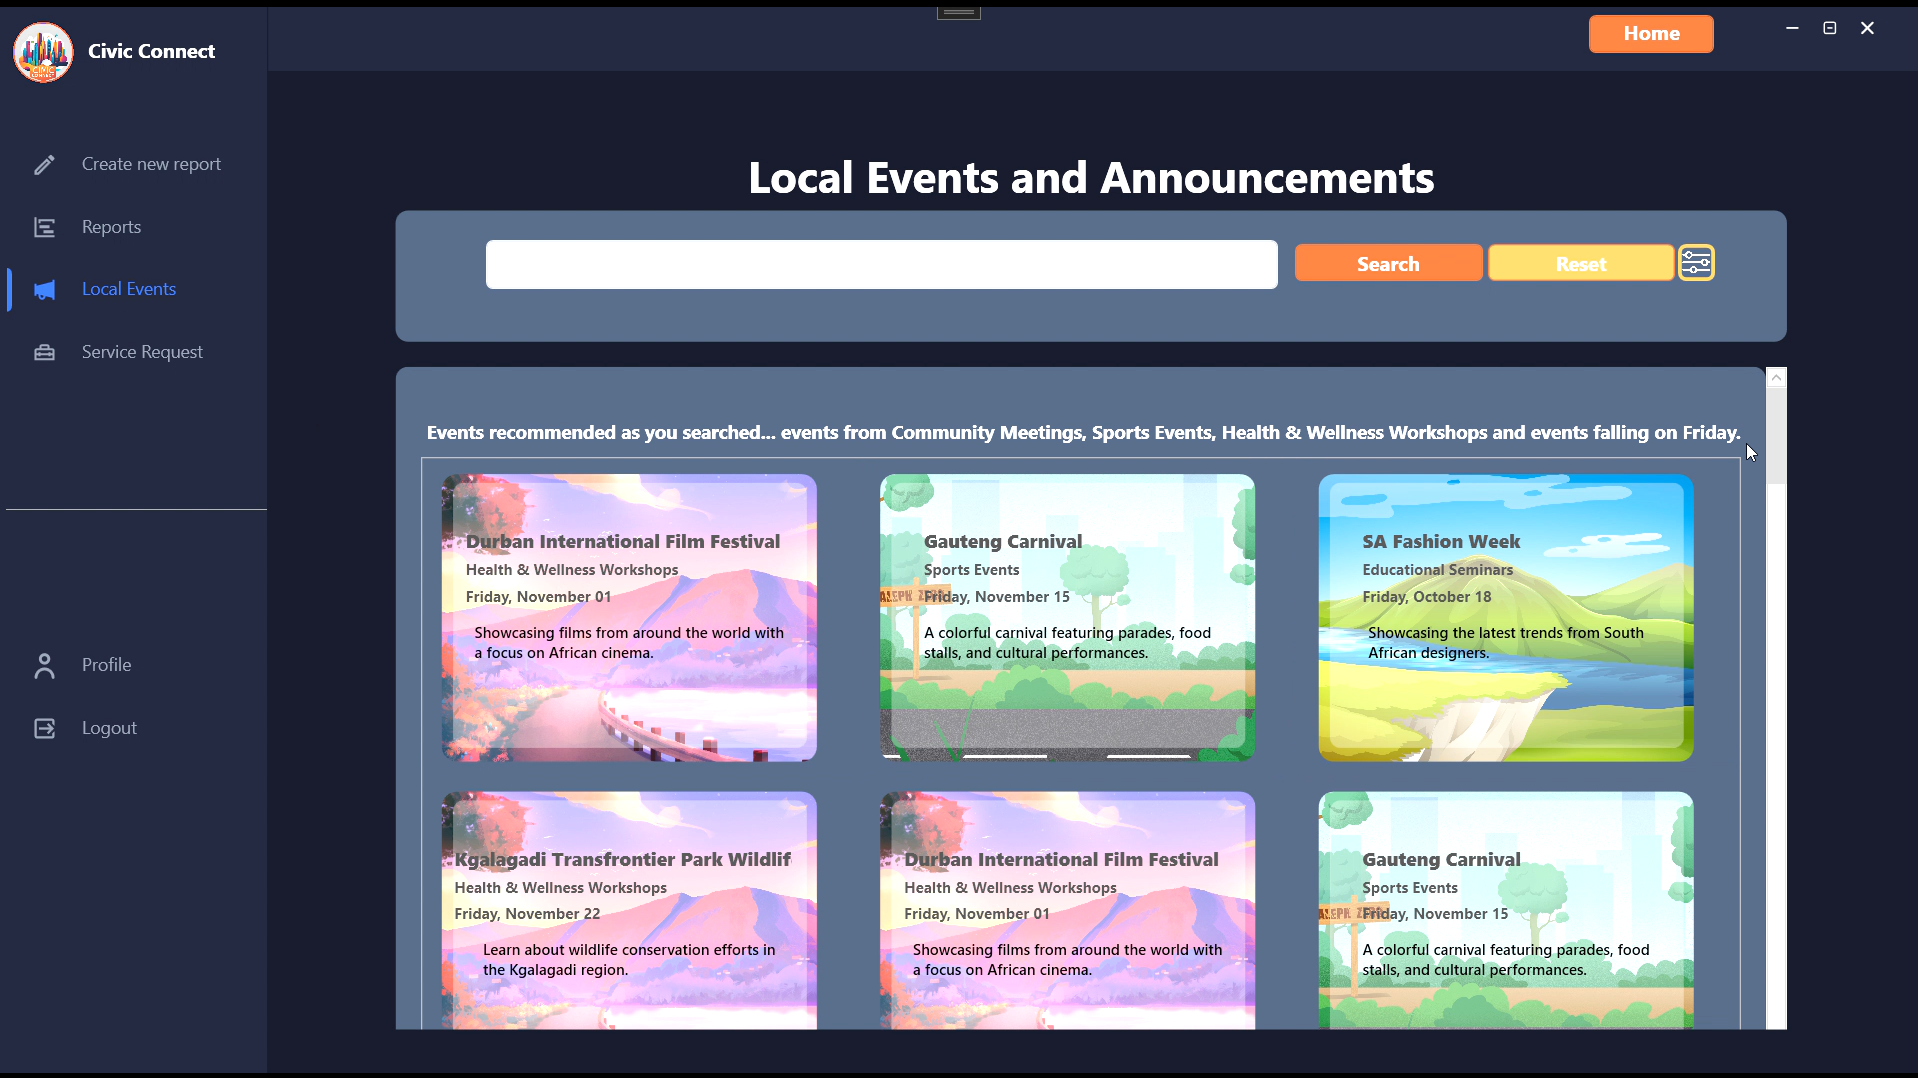 Civic Connect
Home
Create new report
Reports
Local Events
Service Request
Profile
Logout
Local Events and Announcements
Search
Reset
Events recommended as you searched... events from Community Meetings, Sports Events, Health & Wellness Workshops and events falling on Friday.
Durban International Film Festival
Health & Wellness Workshops
Friday, November 01
Showcasing films from around the world with
a focus on African cinema.
Gauteng Carnival
Sports Events
Friday, November 15
A colorful carnival featuring parades, food
stalls, and cultural performances.
SA Fashion Week
Educational Seminars
Friday, October 18
Showcasing the latest trends from South
African designers.
Kgalagadi Transfrontier Park Wildlif
Health & Wellness Workshops
Friday, November 22
Learn about wildlife conservation efforts in
the Kgalagadi region.
Durban International Film Festival
Health & Wellness Workshops
Friday, November 01
Showcasing films from around the world with
a focus on African cinema.
Gauteng Carnival
Sports Events
Friday, November 15
A colorful carnival featuring parades, food
stalls, and cultural performances.